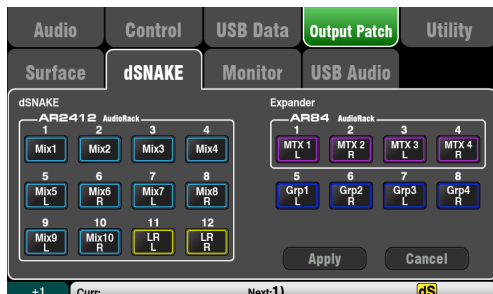 Audio Control USB Data Output Patch Utility
Surface dSNAKE Monitor USB Audio
dSNAKE Expander
AR2412 AudioRack AR84 AudioRack
1 2 3 4 1 2 3 4
Mix1 Mix2 Mix3 Mix4 MTX 1 L MTX 2 R MTX 3 L MTX 4 R
5 6 7 8 5 6 7 8
Mix5 L Mix6 R Mix7 L Mix8 R Grp1 L Grp2 R Grp3 L Grp4 R
9 10 11 12
Mix9 L Mix10 R LR L LR R
Apply Cancel
+1 Curr: Next:1) dS